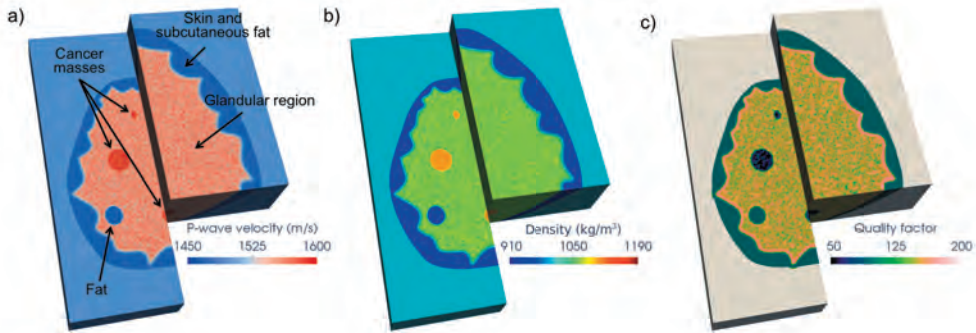 a)
Skin and
subcutaneous fat
Cancer
masses
Glandular region
P-wave velocity (m/s)
1450 1525 1600
Fat
b)
Density (kg/m³)
910 1050 1190
c)
Quality factor
50 125 200